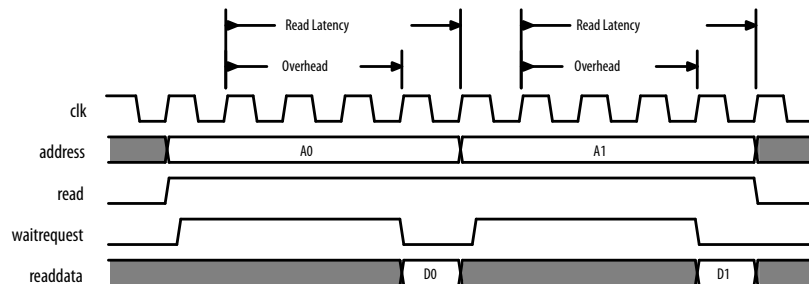 Read Latency Read Latency
Overhead Overhead
clk
address A0 A1
read
waitrequest
readdata D0 D1